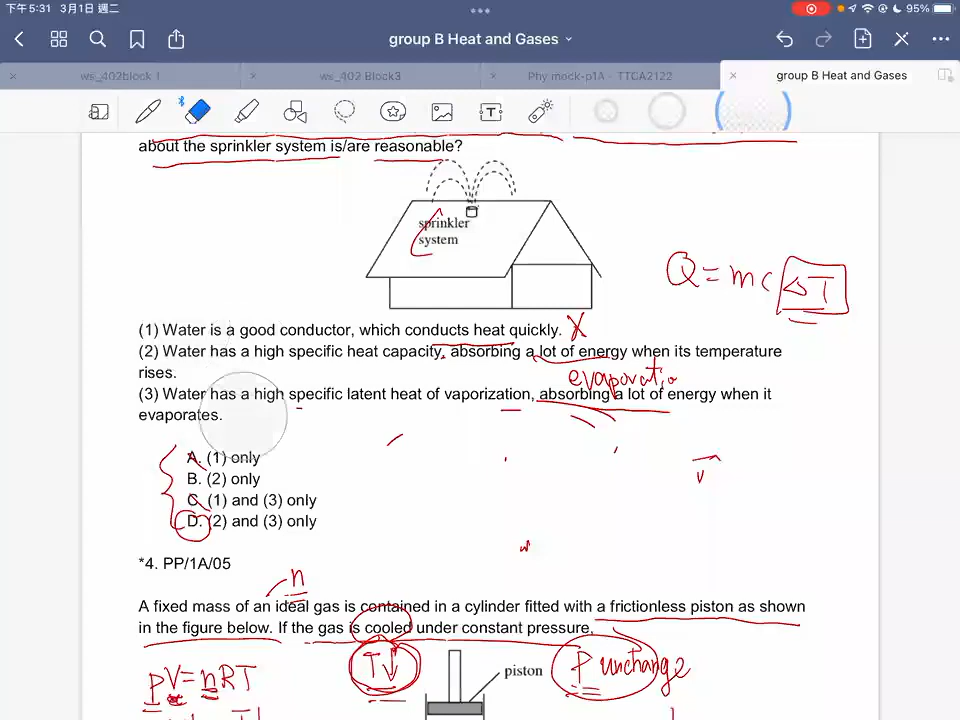 下午5:31 3月1日 週二
95%
group B Heat and Gases
ws_402block 1
ws_402 Block3
Phy mock-p1A - TTCA2122
group B Heat and Gases
about the sprinkler system is/are reasonable?
sprinkler
system
Q = mc ΔT
(1) Water is a good conductor, which conducts heat quickly. X
(2) Water has a high specific heat capacity, absorbing a lot of energy when its temperature
rises.
evaporatio
(3) Water has a high specific latent heat of vaporization, absorbing a lot of energy when it
evaporates.
A. (1) only
B. (2) only
C. (1) and (3) only
D. (2) and (3) only
*4. PP/1A/05
n
A fixed mass of an ideal gas is contained in a cylinder fitted with a frictionless piston as shown
in the figure below. If the gas is cooled under constant pressure,
PV = nRT
T↓
piston
P unchange